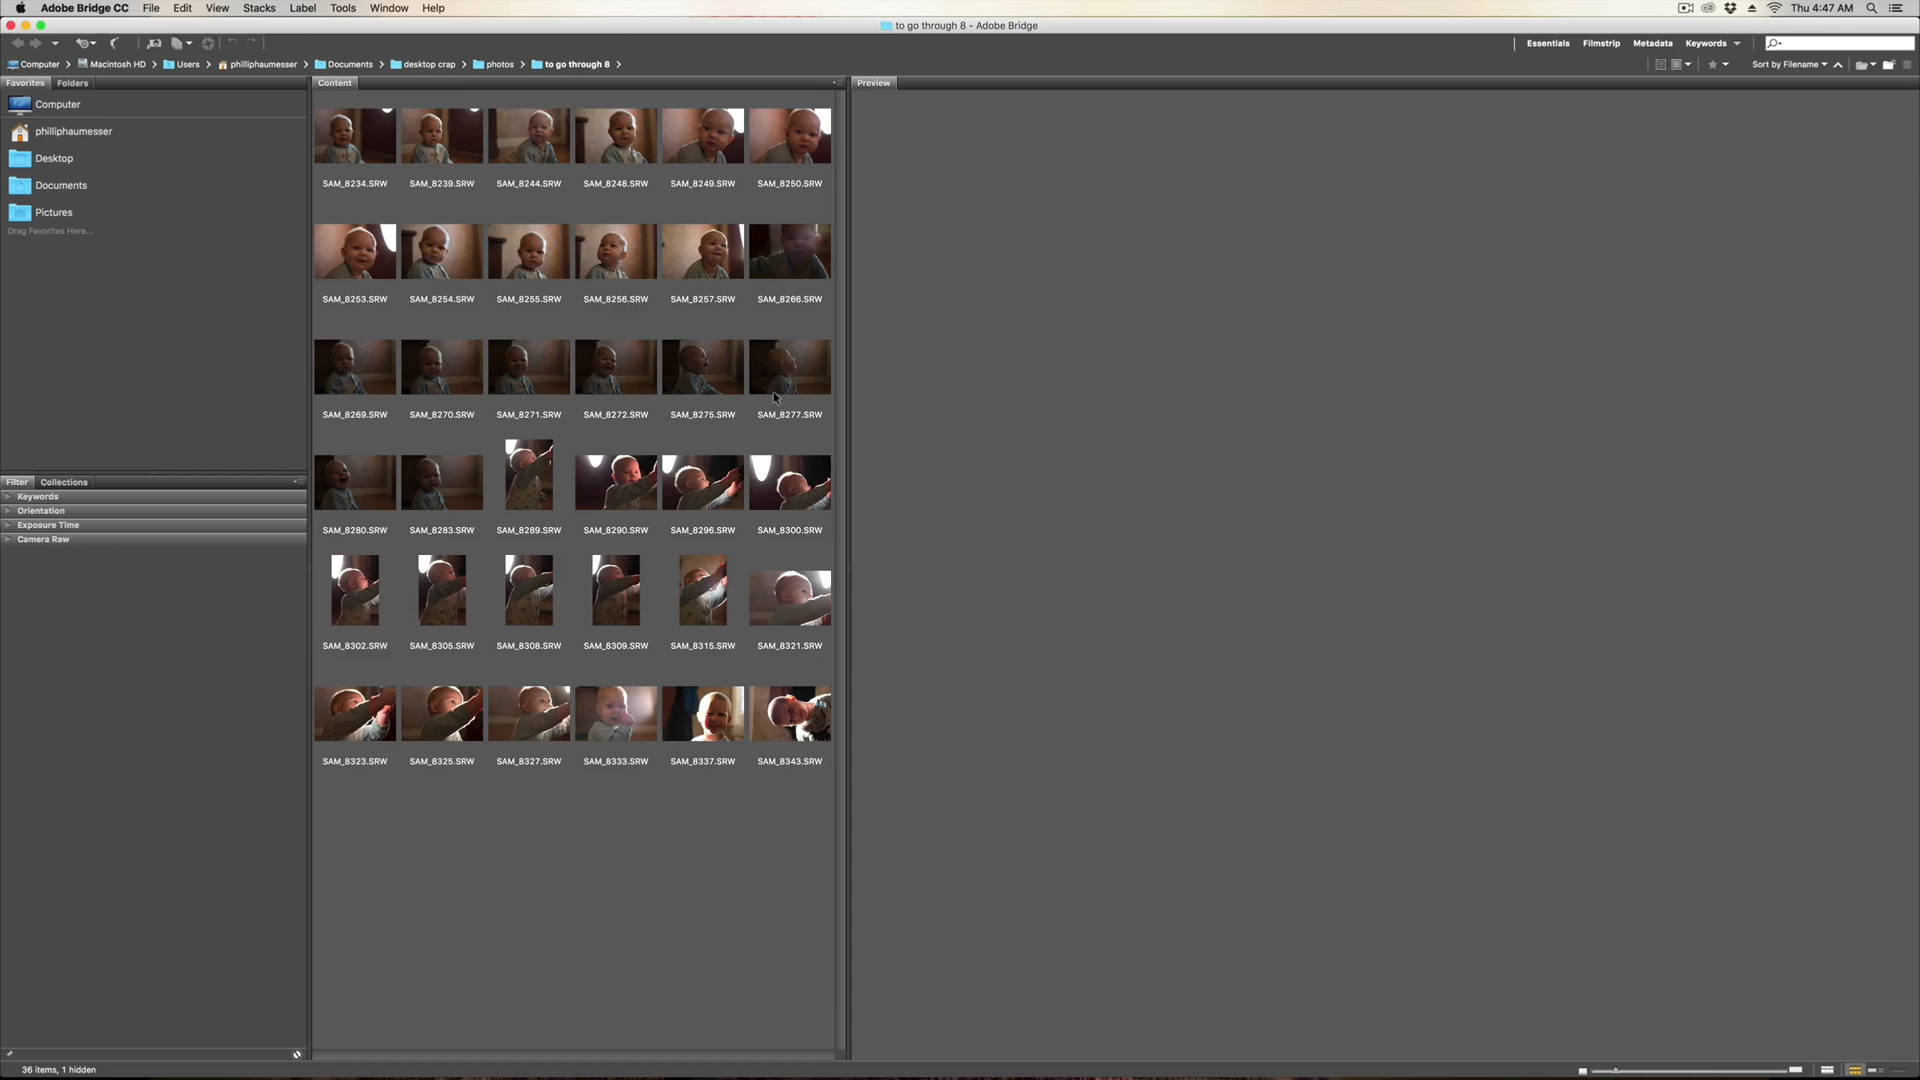 Adobe Bridge CC File Edit View Stacks Label Tools Window Help Thu 4:47 AM
to go through 8 - Adobe Bridge
Essentials Filmstrip Metadata Keywords
Computer Macintosh HD Users philliphaumesser Documents desktop crap photos to go through 8 Sort by Filename
Favorites Folders Content Preview
Computer
philliphaumesser
Desktop
Documents
Pictures
Drag Favorites Here...
SAM_8234.SRW SAM_8239.SRW SAM_8244.SRW SAM_8248.SRW SAM_8249.SRW SAM_8250.SRW
SAM_8253.SRW SAM_8254.SRW SAM_8255.SRW SAM_8256.SRW SAM_8257.SRW SAM_8266.SRW
SAM_8269.SRW SAM_8270.SRW SAM_8271.SRW SAM_8272.SRW SAM_8275.SRW SAM_8277.SRW
Filter Collections
Keywords
Orientation
Exposure Time
Camera Raw
SAM_8280.SRW SAM_8283.SRW SAM_8289.SRW SAM_8290.SRW SAM_8296.SRW SAM_8300.SRW
SAM_8302.SRW SAM_8305.SRW SAM_8308.SRW SAM_8309.SRW SAM_8315.SRW SAM_8321.SRW
SAM_8323.SRW SAM_8325.SRW SAM_8327.SRW SAM_8333.SRW SAM_8337.SRW SAM_8343.SRW
36 items, 1 hidden